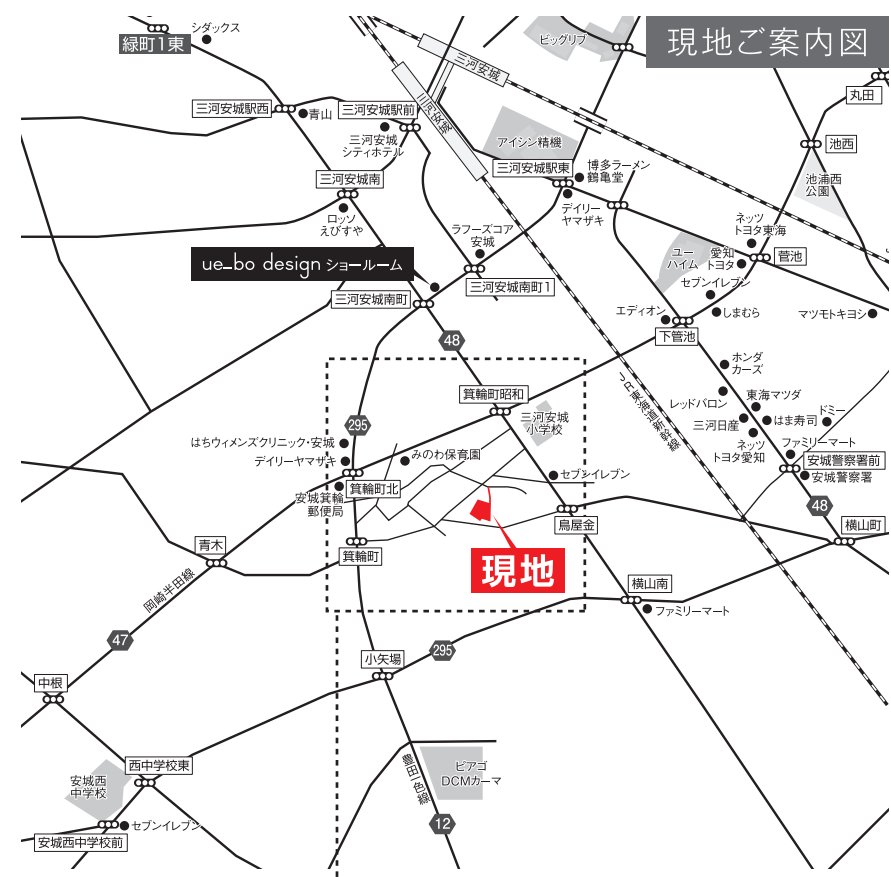 現地ご案内図
シダックス
緑町1東
ビッグリブ
三河安城
三河安城
丸田
三河安城駅西
青山
三河安城駅前
三河安城
シティホテル
アイシン精機
池西
三河安城駅東
博多ラーメン
鶴亀堂
池浦西
公園
三河安城南
デイリー
ヤマザキ
ロッソ
えびすや
ラフーズコア
安城
ネッツ
トヨタ東海
ユー
ハイム
愛知
トヨタ
菅池
ue_bo design ショールーム
セブンイレブン
三河安城南町1
三河安城南町
エディオン
しまむら
マツモトキヨシ
下管池
48
ホンダ
カーズ
JR東海道新幹線
箕輪町昭和
レッドバロン
東海マツダ
三河安城
小学校
三河日産
はま寿司
ドミー
295
ネッツ
トヨタ愛知
はちウィメンズクリニック・安城
ファミリーマート
デイリーヤマザキ
みのわ保育園
安城警察署前
セブンイレブン
安城警察署
箕輪町北
安城箕輪
郵便局
48
鳥屋金
横山町
青木
箕輪町
現地
岡崎半田線
横山南
ファミリーマート
47
295
小矢場
中根
西中学校東
安城西
中学校
豊田一色線
ピアゴ
DCMカーマ
12
セブンイレブン
安城西中学校前